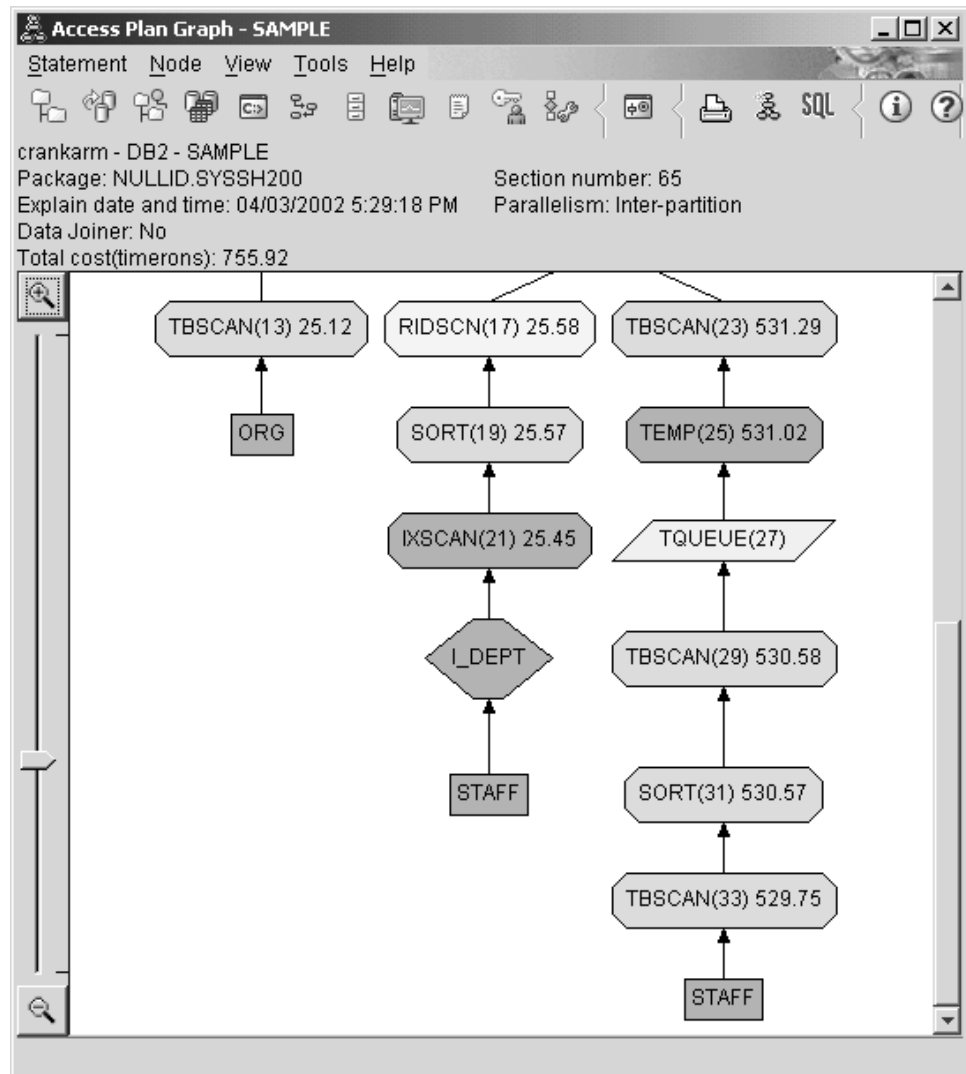 Access Plan Graph - SAMPLE
Statement Node View Tools Help
SQL
crankarm - DB2 - SAMPLE
Package: NULLID.SYSSH200 Section number: 65
Explain date and time: 04/03/2002 5:29:18 PM Parallelism: Inter-partition
Data Joiner: No
Total cost(timerons): 755.92
TBSCAN(13) 25.12 RIDSCN(17) 25.58 TBSCAN(23) 531.29
ORG SORT(19) 25.57 TEMP(25) 531.02
IXSCAN(21) 25.45 TQUEUE(27)
I_DEPT TBSCAN(29) 530.58
STAFF SORT(31) 530.57
TBSCAN(33) 529.75
STAFF